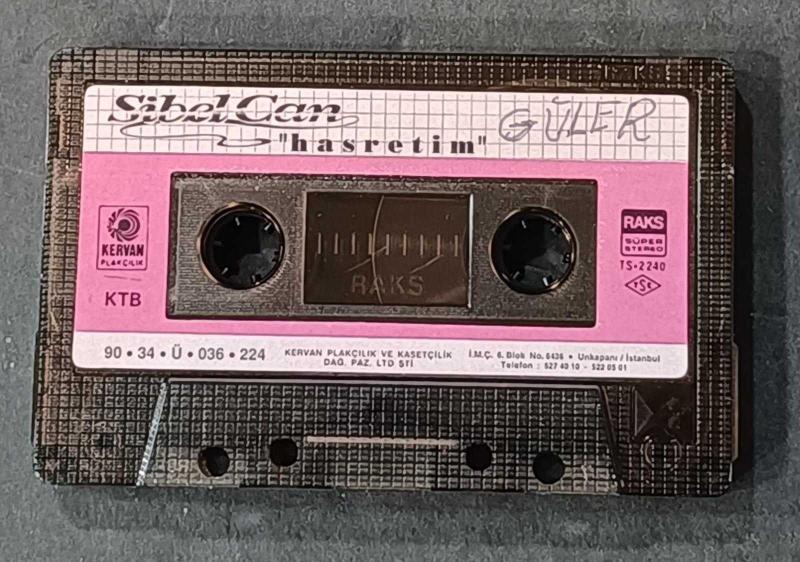 Sibel Can
GÜLER
"hasretim"
KERVAN
PLAKÇILIK
KTB
RAKS
RAKS
SÜPER
STEREO
TS•2240
TSE
90•34•Ü•036•224
KERVAN PLAKÇILIK VE KASETÇİLİK
DAĞ. PAZ. LTD ŞTİ
İ.M.Ç. 6. Blok No. 6436 • Unkapanı / İstanbul
Telefon : 527 40 10 - 522 05 01